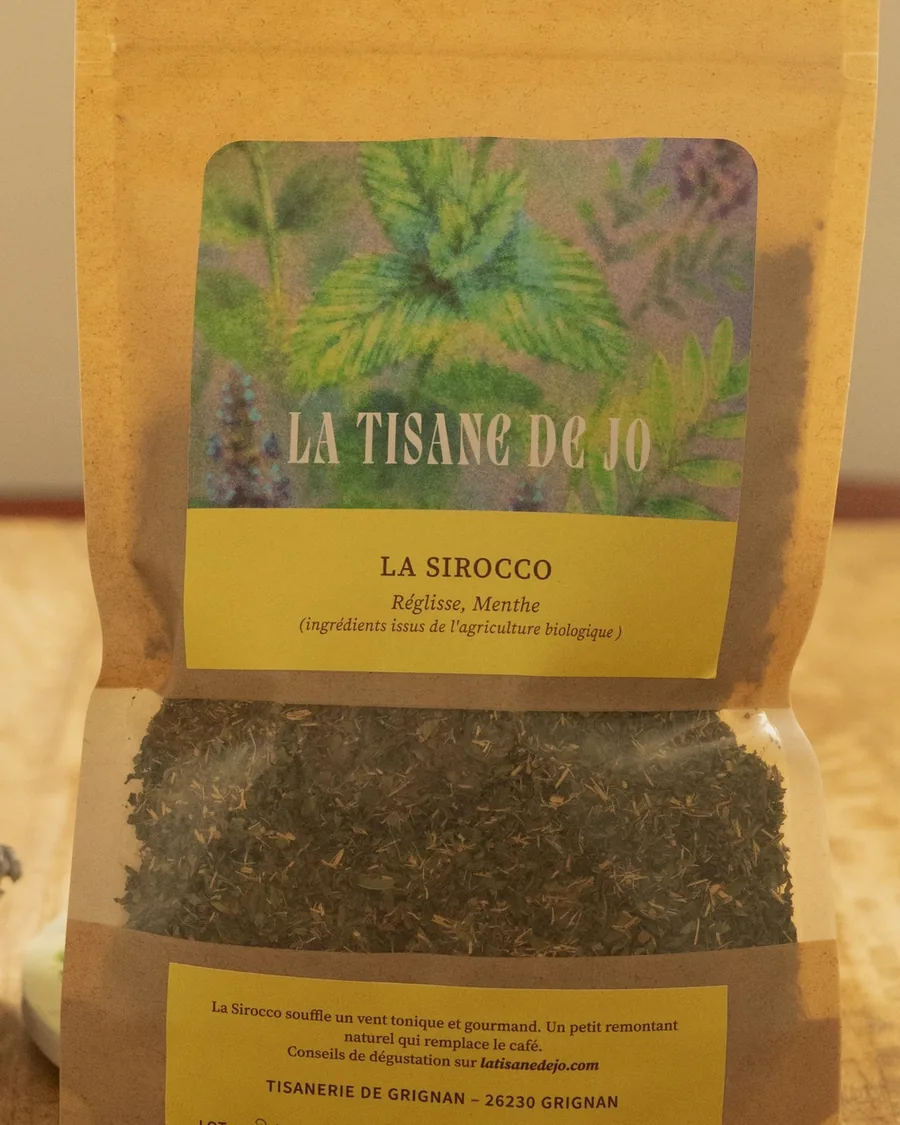 LA TISANE DE JO
LA SIROCCO
Réglisse, Menthe
(ingrédients issus de l'agriculture biologique)
La Sirocco souffle un vent tonique et gourmand. Un petit remontant
naturel qui remplace le café.
Conseils de dégustation sur latisanedejo.com
TISANERIE DE GRIGNAN – 26230 GRIGNAN
LOT